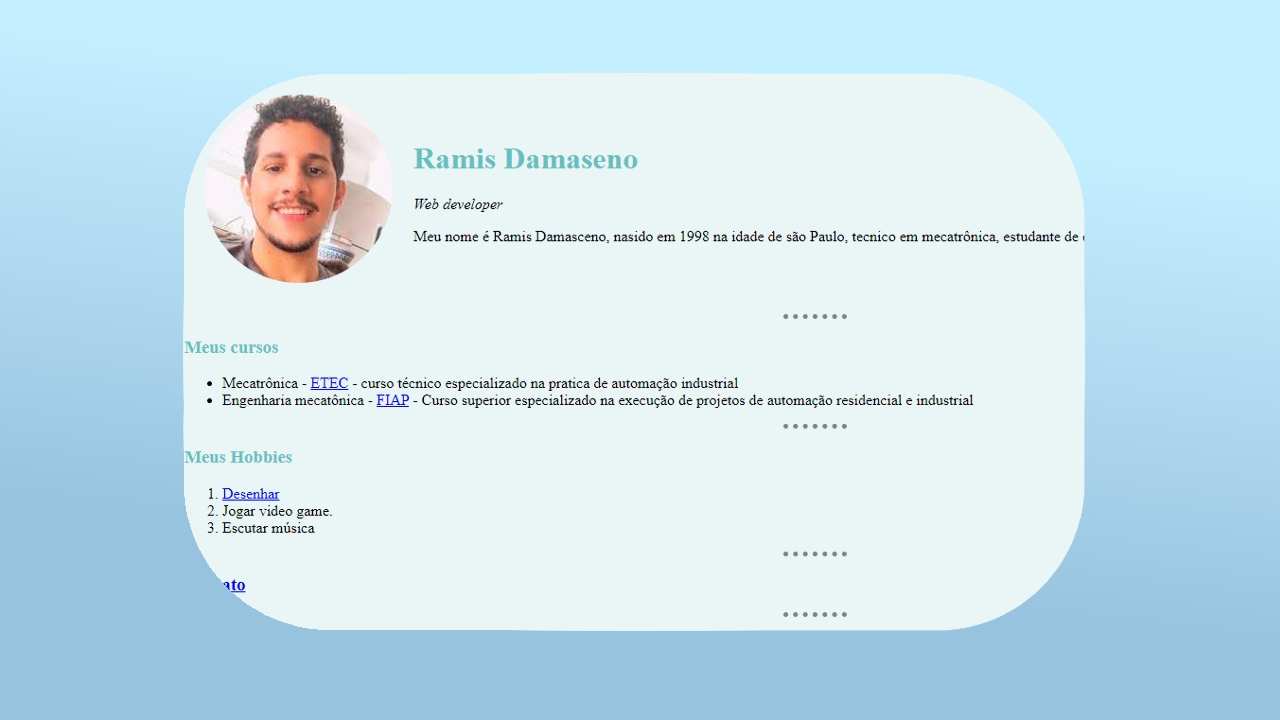 Ramis Damaseno
Web developer
Meu nome é Ramis Damasceno, nasido em 1998 na idade de são Paulo, tecnico em mecatrônica, estudante de
Meus cursos
• Mecatrônica - ETEC - curso técnico especializado na pratica de automação industrial
• Engenharia mecatônica - FIAP - Curso superior especializado na execução de projetos de automação residencial e industrial
Meus Hobbies
1. Desenhar
2. Jogar video game.
3. Escutar música
ato